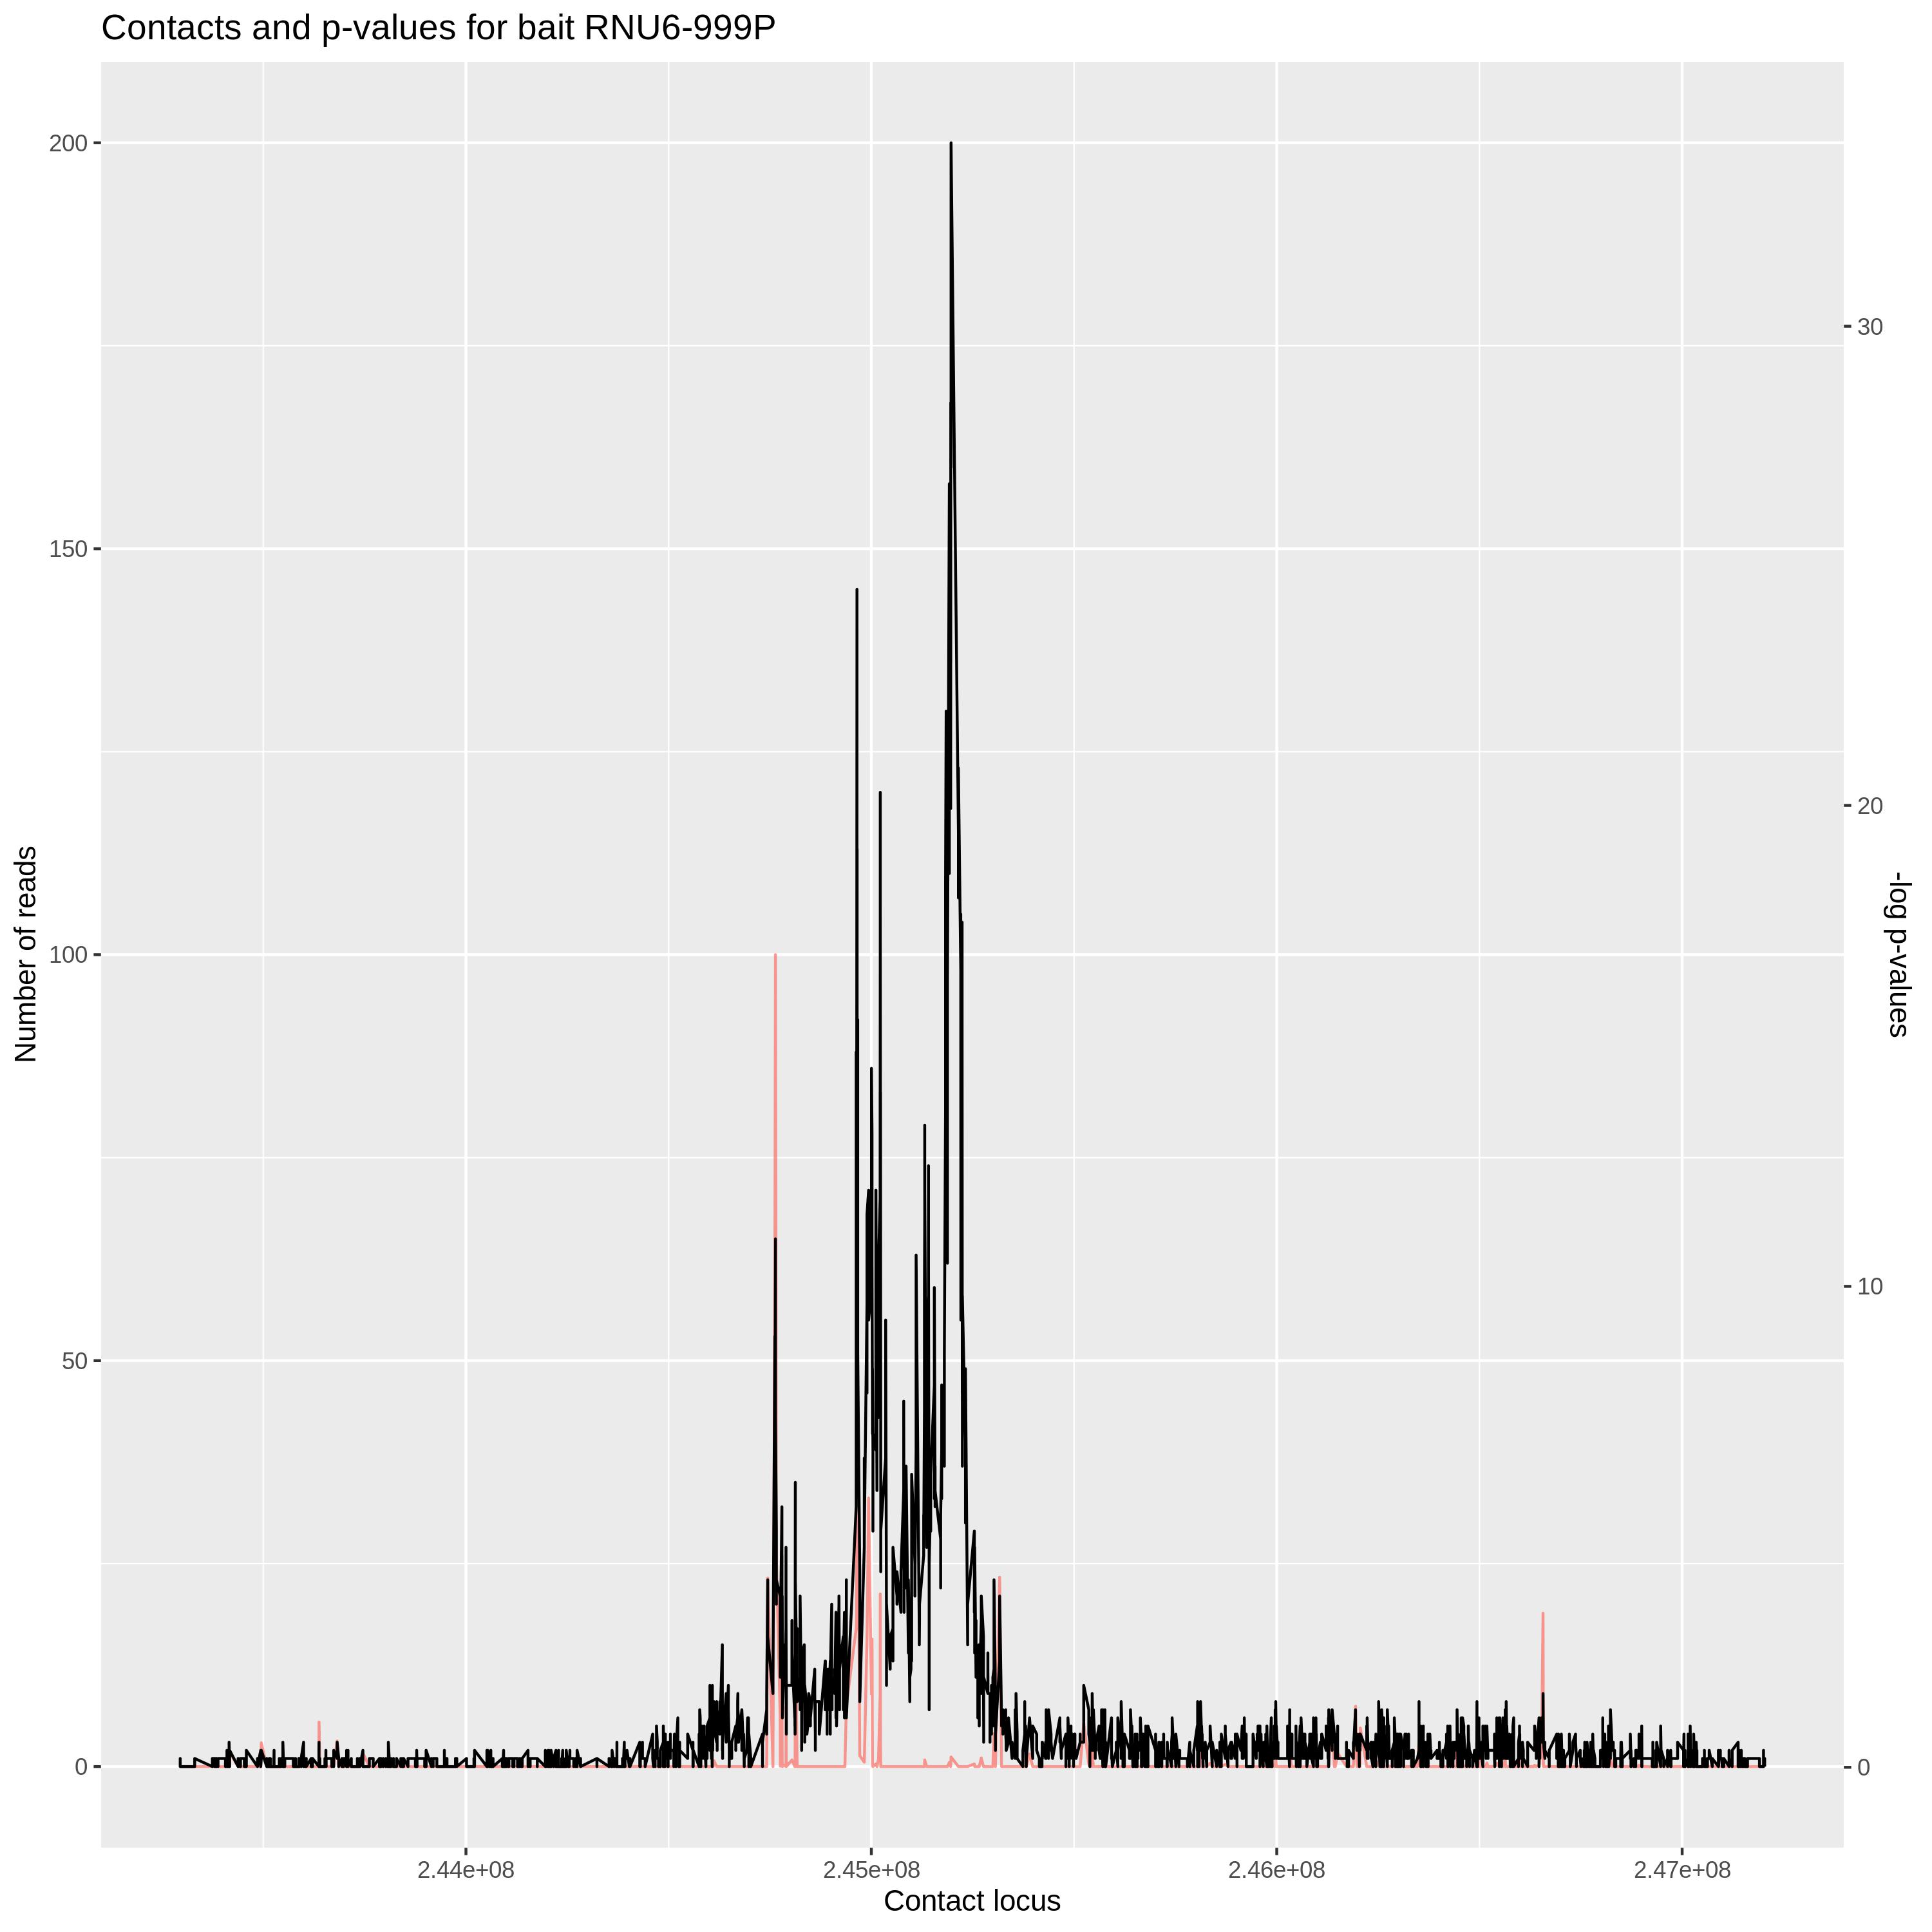 Contacts and p-values for bait RNU6-999P
200
150
100
50
0
Number of reads
30
20
10
0
-log p-values
2.44e+08 2.45e+08 2.46e+08 2.47e+08
Contact locus